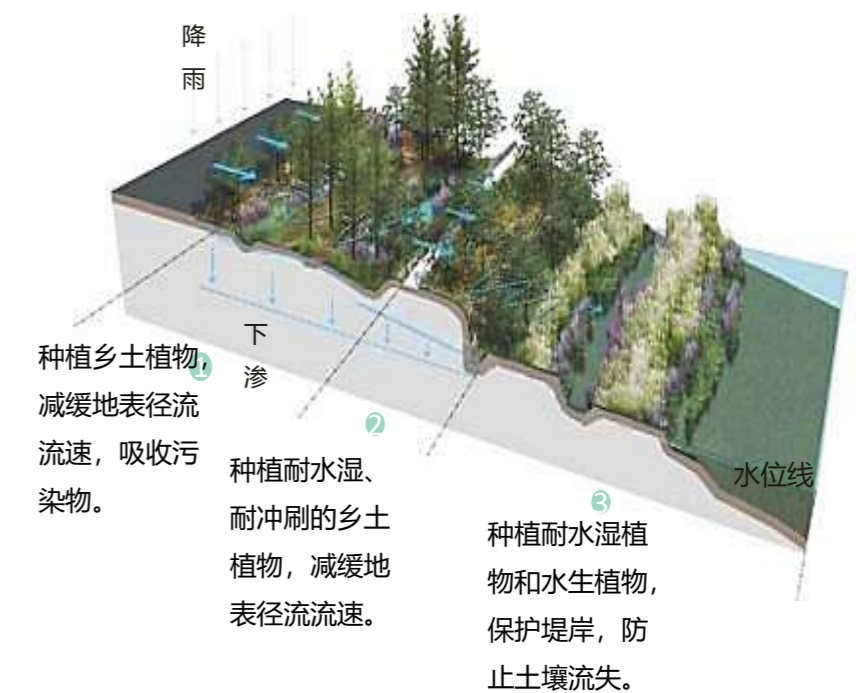 降
雨
下
渗
1
种植乡土植物，
减缓地表径流
流速，吸收污
染物。
2
种植耐水湿、
耐冲刷的乡土
植物，减缓地
表径流流速。
3
种植耐水湿植
物和水生植物，
保护堤岸，防
止土壤流失。
水位线